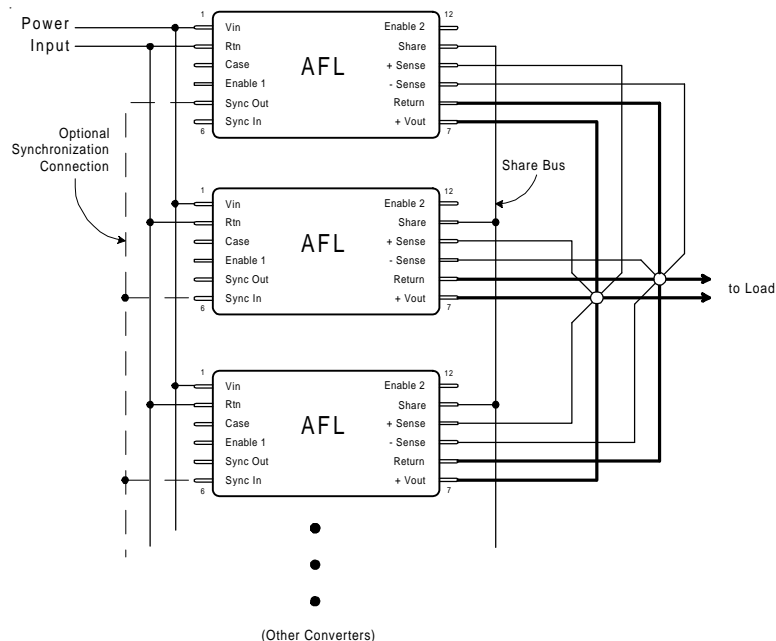 Power
Input
1
12
Vin
Enable 2
Rtn
Share
Case
AFL
+ Sense
Enable 1
- Sense
Sync Out
Return
Sync In
+ Vout
6
7
Optional
Synchronization
Connection
Share Bus
1
12
Vin
Enable 2
Rtn
Share
Case
AFL
+ Sense
Enable 1
- Sense
Sync Out
Return
Sync In
+ Vout
6
7
to Load
1
12
Vin
Enable 2
Rtn
Share
Case
AFL
+ Sense
Enable 1
- Sense
Sync Out
Return
Sync In
+ Vout
6
7
(Other Converters)